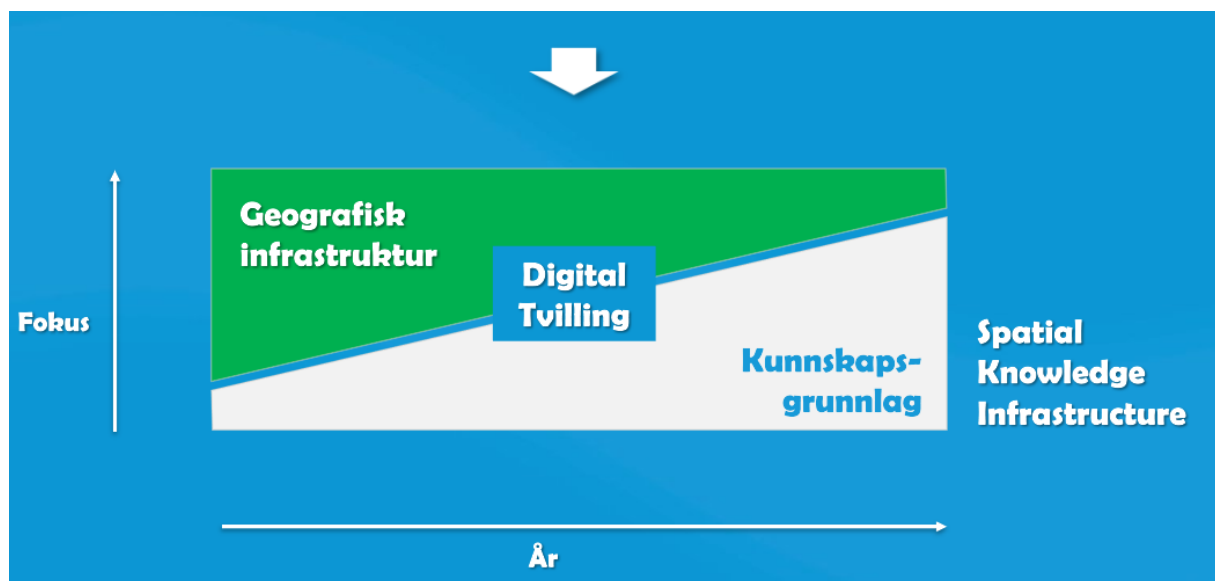 Geografisk
infrastruktur
Digital
Tvilling
Fokus
Kunnskaps-
grunnlag
Spatial
Knowledge
Infrastructure
År